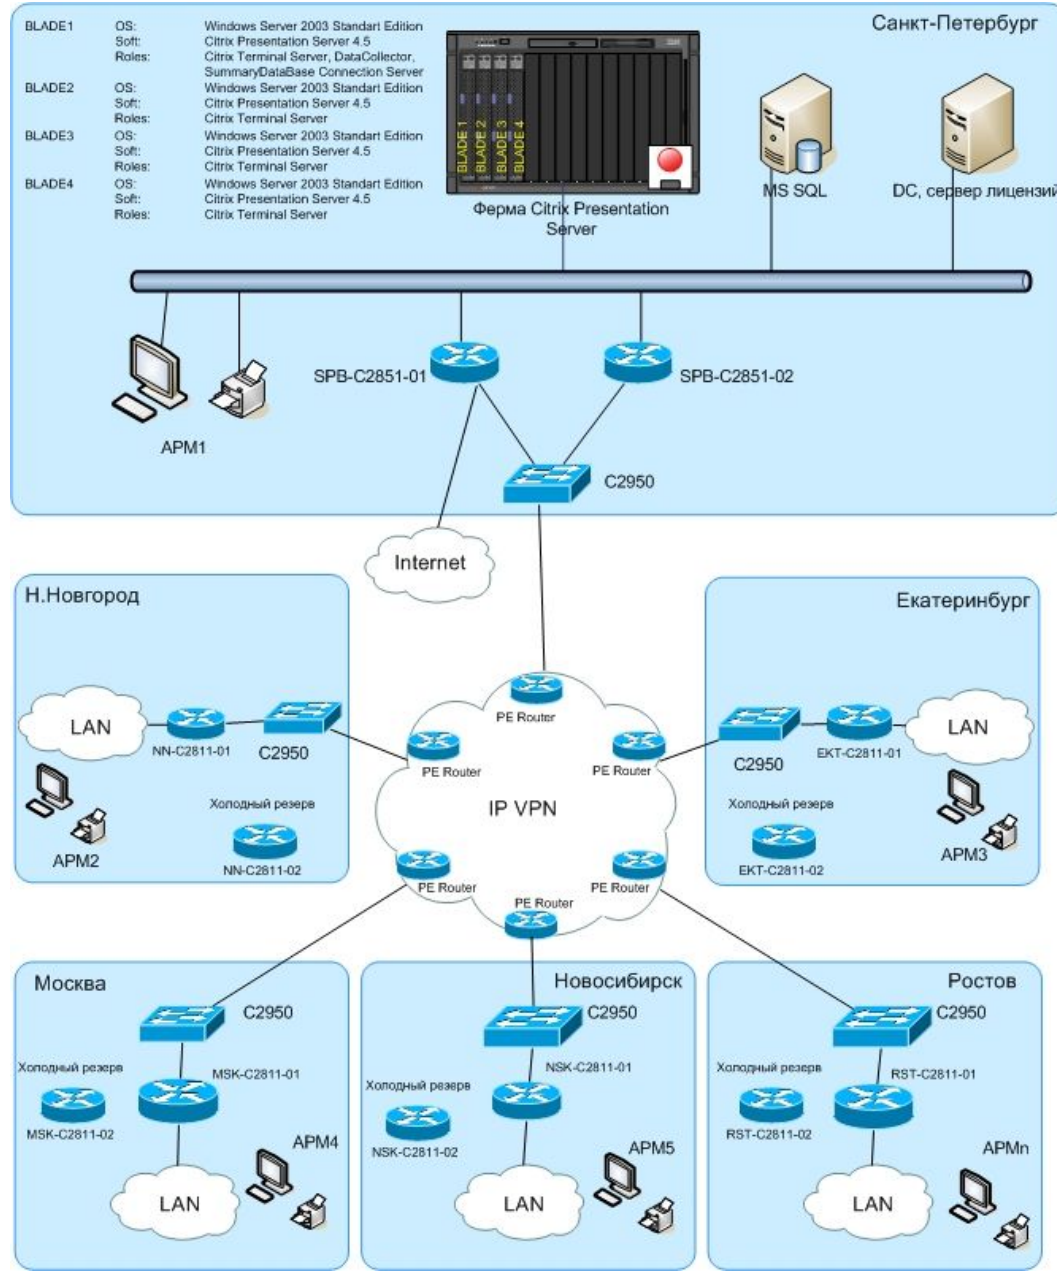 Санкт-Петербург
BLADE1 OS: Windows Server 2003 Standart Edition
Soft: Citrix Presentation Server 4.5
Roles: Citrix Terminal Server, DataCollector,
SummaryDataBase Connection Server
BLADE2 OS: Windows Server 2003 Standart Edition
Soft: Citrix Presentation Server 4.5
Roles: Citrix Terminal Server
BLADE3 OS: Windows Server 2003 Standart Edition
Soft: Citrix Presentation Server 4.5
Roles: Citrix Terminal Server
BLADE4 OS: Windows Server 2003 Standart Edition
Soft: Citrix Presentation Server 4.5
Roles: Citrix Terminal Server
BLADE 1
BLADE 2
BLADE 3
BLADE 4
Ферма Citrix Presentation
Server
MS SQL
DC, сервер лицензий
SPB-C2851-01
SPB-C2851-02
АРМ1
C2950
Internet
Н.Новгород
LAN
NN-C2811-01
C2950
Холодный резерв
NN-C2811-02
АРМ2
Екатеринбург
C2950
EKT-C2811-01
LAN
Холодный резерв
EKT-C2811-02
АРМ3
PE Router
PE Router
PE Router
IP VPN
PE Router
PE Router
PE Router
Москва
C2950
Холодный резерв
MSK-C2811-01
MSK-C2811-02
АРМ4
LAN
Новосибирск
C2950
NSK-C2811-01
Холодный резерв
NSK-C2811-02
АРМ5
LAN
Ростов
C2950
Холодный резерв
RST-C2811-01
RST-C2811-02
АРМn
LAN